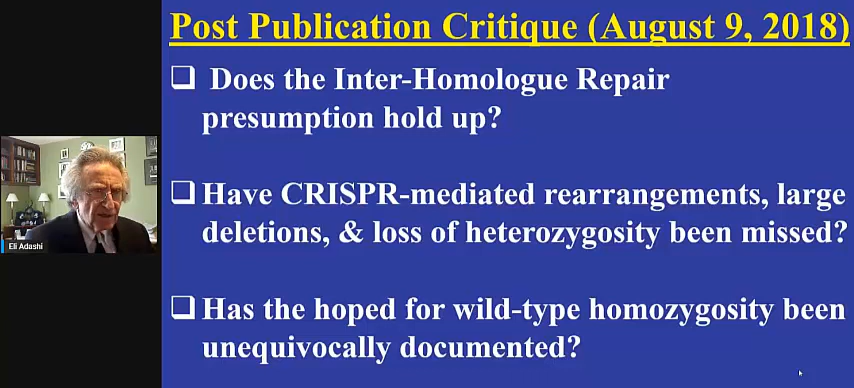 Post Publication Critique (August 9, 2018)
Does the Inter-Homologue Repair
presumption hold up?
Have CRISPR-mediated rearrangements, large
deletions, & loss of heterozygosity been missed?
Has the hoped for wild-type homozygosity been
unequivocally documented?
Eli Adashi